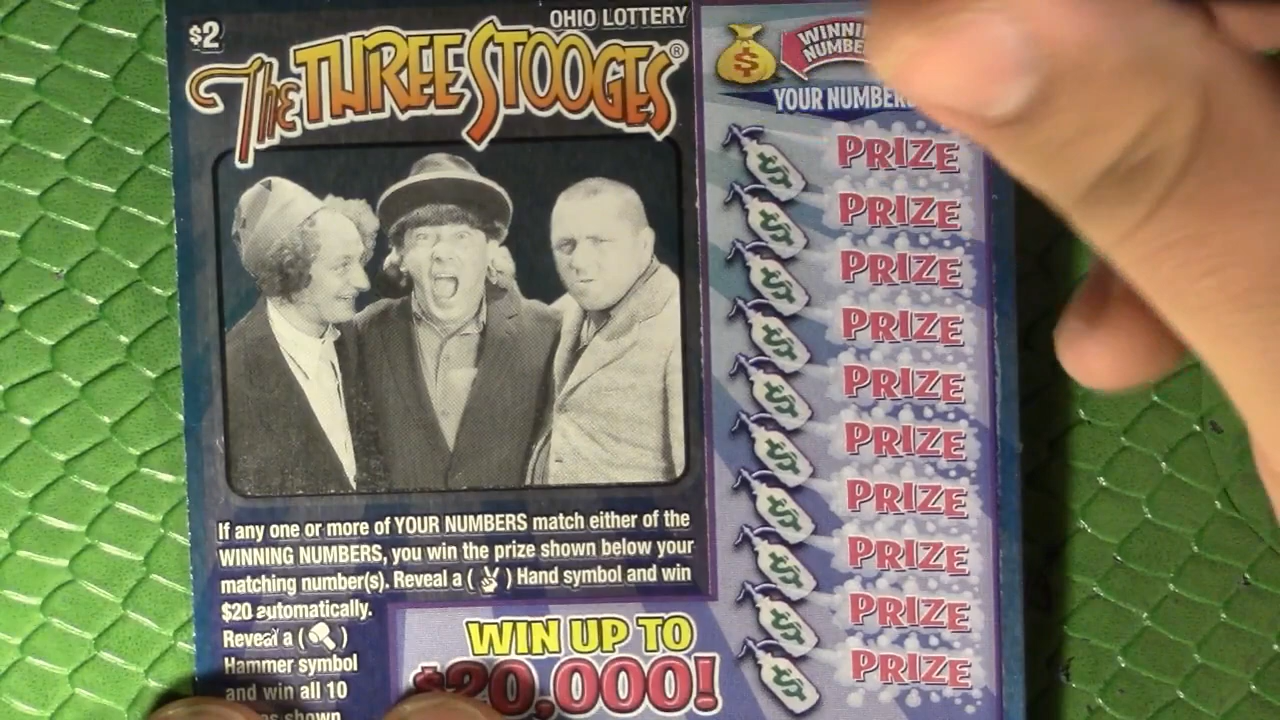 $2
OHIO LOTTERY
The THREE STOOGES®
If any one or more of YOUR NUMBERS match either of the
WINNING NUMBERS, you win the prize shown below your
matching number(s). Reveal a ( ) Hand symbol and win
$20 automatically.
Reveal a ( )
Hammer symbol
and win all 10
shown
WIN UP TO
$20,000!
YOUR
PRIZE
PRIZE
PRIZE
PRIZE
PRIZE
PRIZE
PRIZE
PRIZE
PRIZE
PRIZE